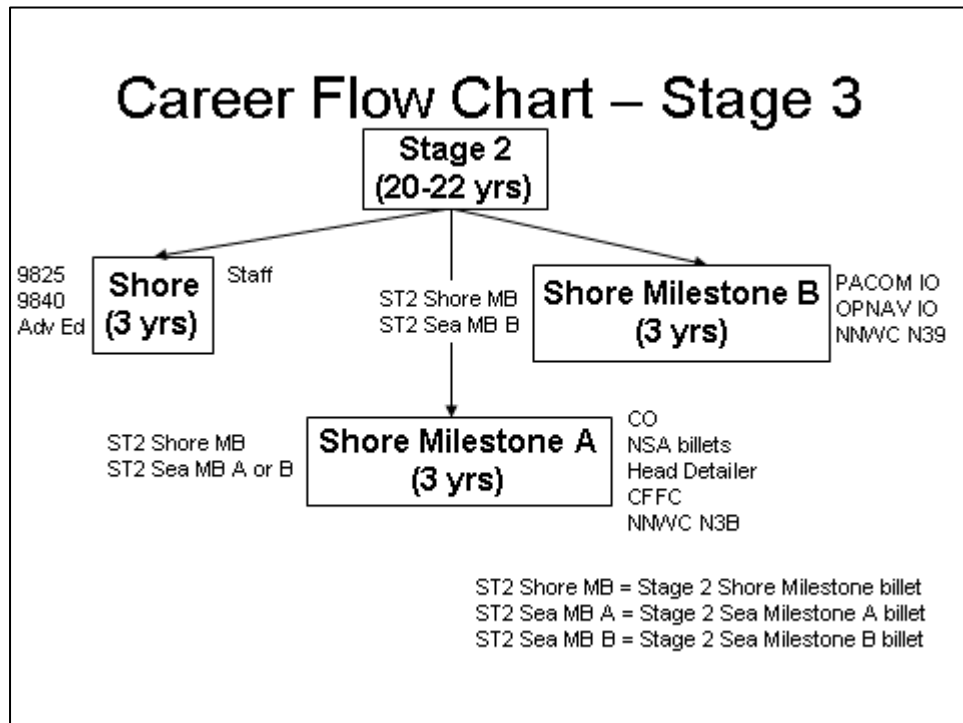 Career Flow Chart – Stage 3
Stage 2
(20-22 yrs)
9825
9840
Adv Ed
Shore
(3 yrs)
Staff
ST2 Shore MB
ST2 Sea MB B
Shore Milestone B
(3 yrs)
PACOM IO
OPNAV IO
NNWC N39
ST2 Shore MB
ST2 Sea MB A or B
Shore Milestone A
(3 yrs)
CO
NSA billets
Head Detailer
CFFC
NNWC N3B
ST2 Shore MB = Stage 2 Shore Milestone billet
ST2 Sea MB A = Stage 2 Sea Milestone A billet
ST2 Sea MB B = Stage 2 Sea Milestone B billet